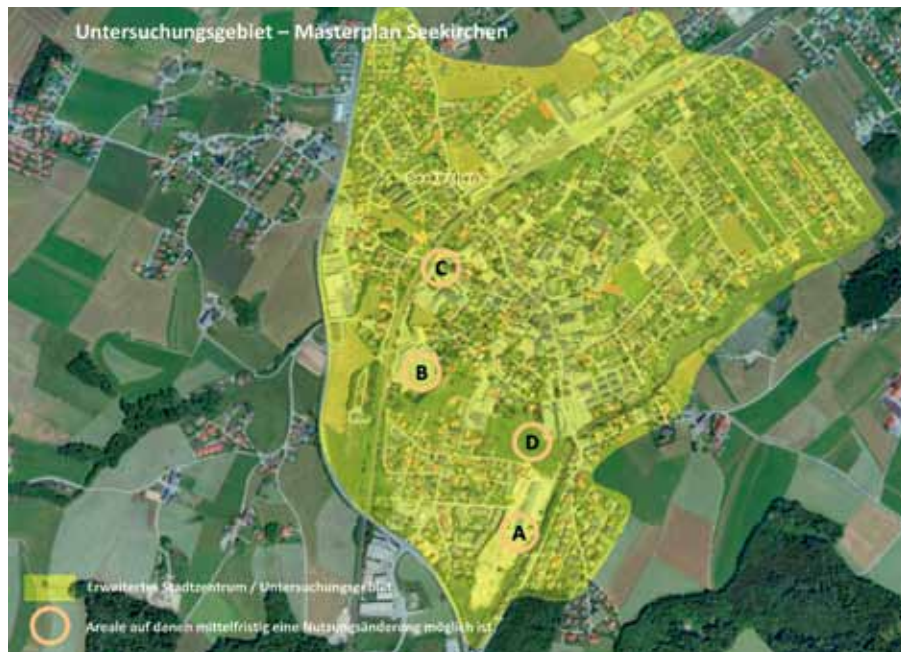 Untersuchungsgebiet – Masterplan Seekirchen
C
B
D
A
Erweitertes Stadtzentrum / Untersuchungsgebiet
Areale auf denen mittelfristig eine Nutzungsänderung möglich ist